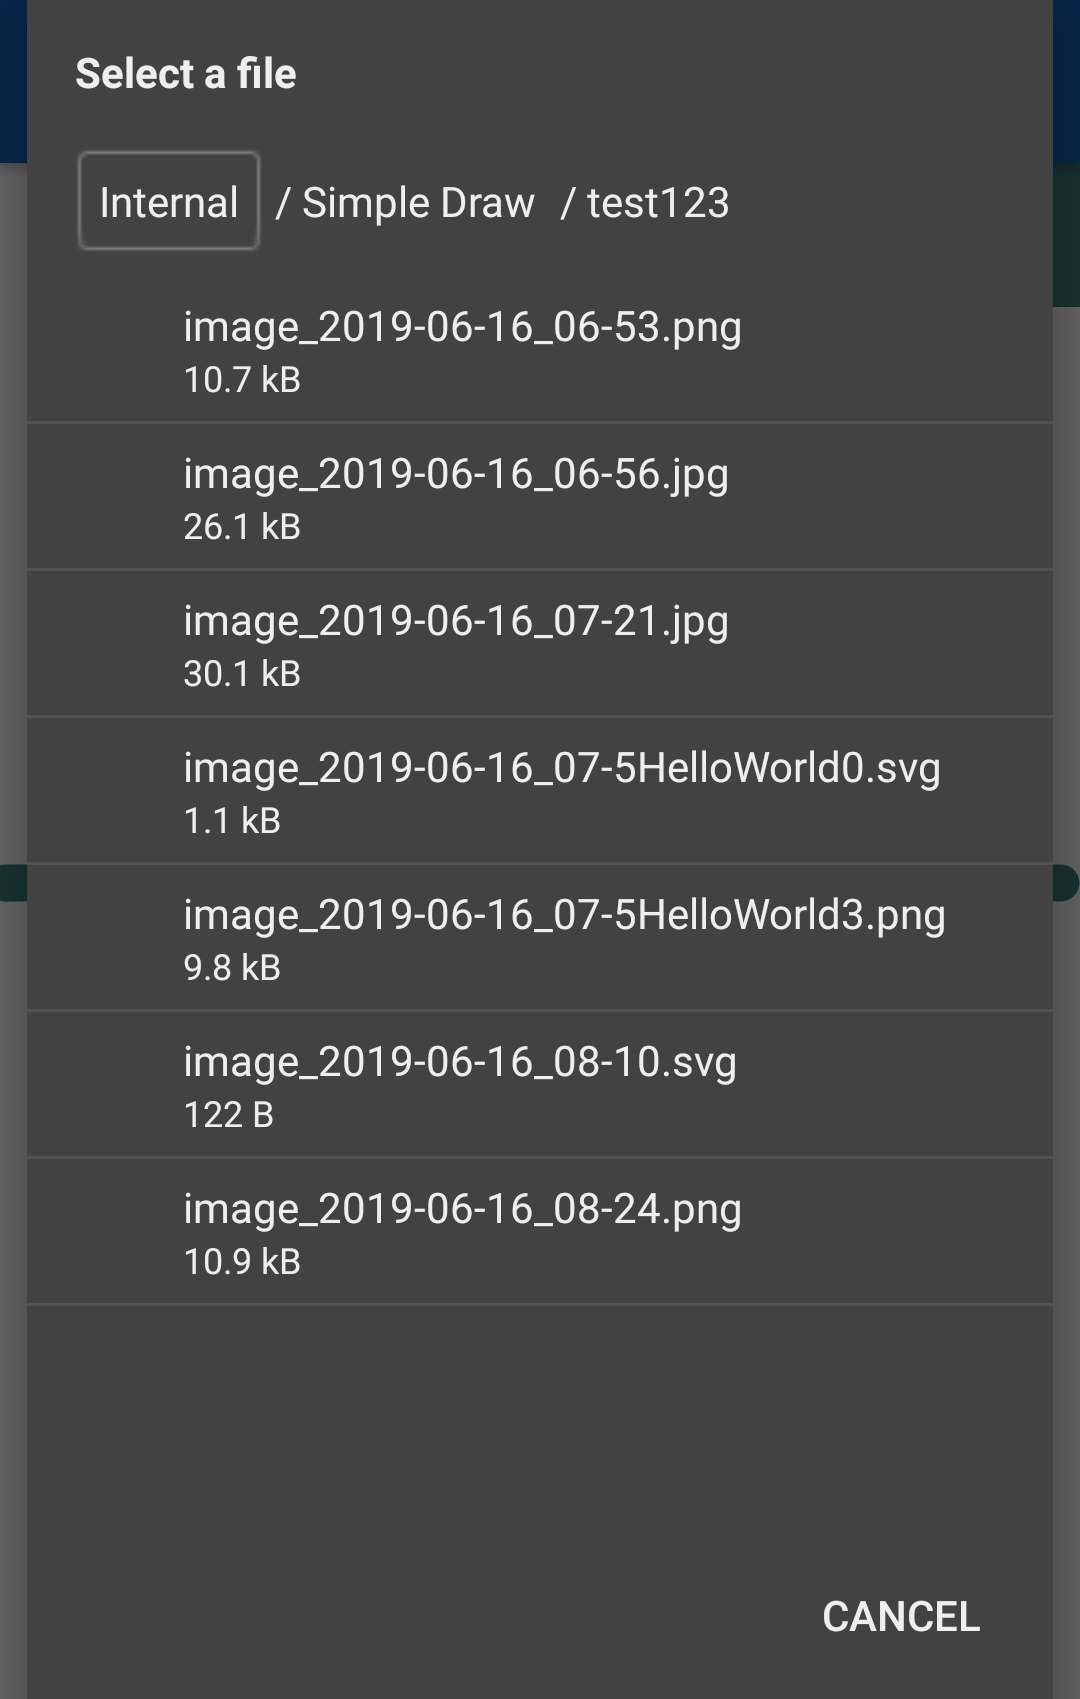 Select a file
Internal / Simple Draw / test123
image_2019-06-16_06-53.png
10.7 kB
image_2019-06-16_06-56.jpg
26.1 kB
image_2019-06-16_07-21.jpg
30.1 kB
image_2019-06-16_07-5HelloWorld0.svg
1.1 kB
image_2019-06-16_07-5HelloWorld3.png
9.8 kB
image_2019-06-16_08-10.svg
122 B
image_2019-06-16_08-24.png
10.9 kB
CANCEL